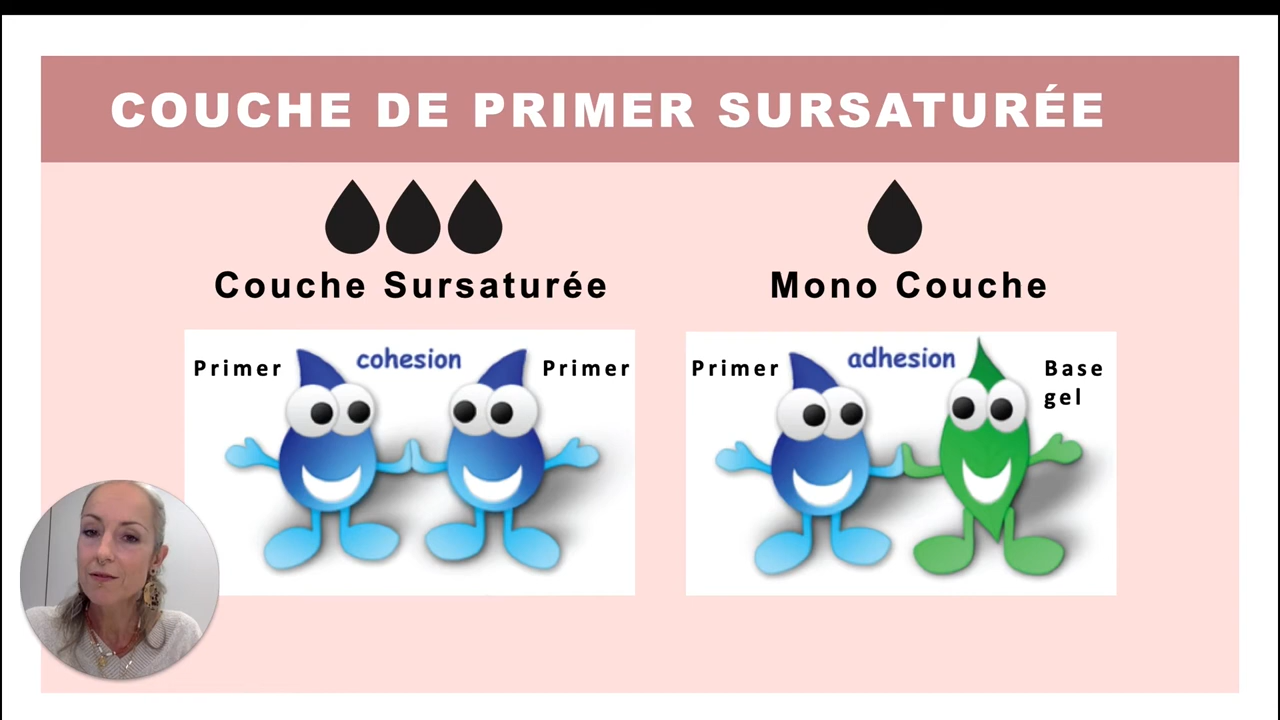 COUCHE DE PRIMER SURSATURÉE
Couche Sursaturée
Mono Couche
Primer
cohesion
Primer
Primer
adhesion
Base
gel